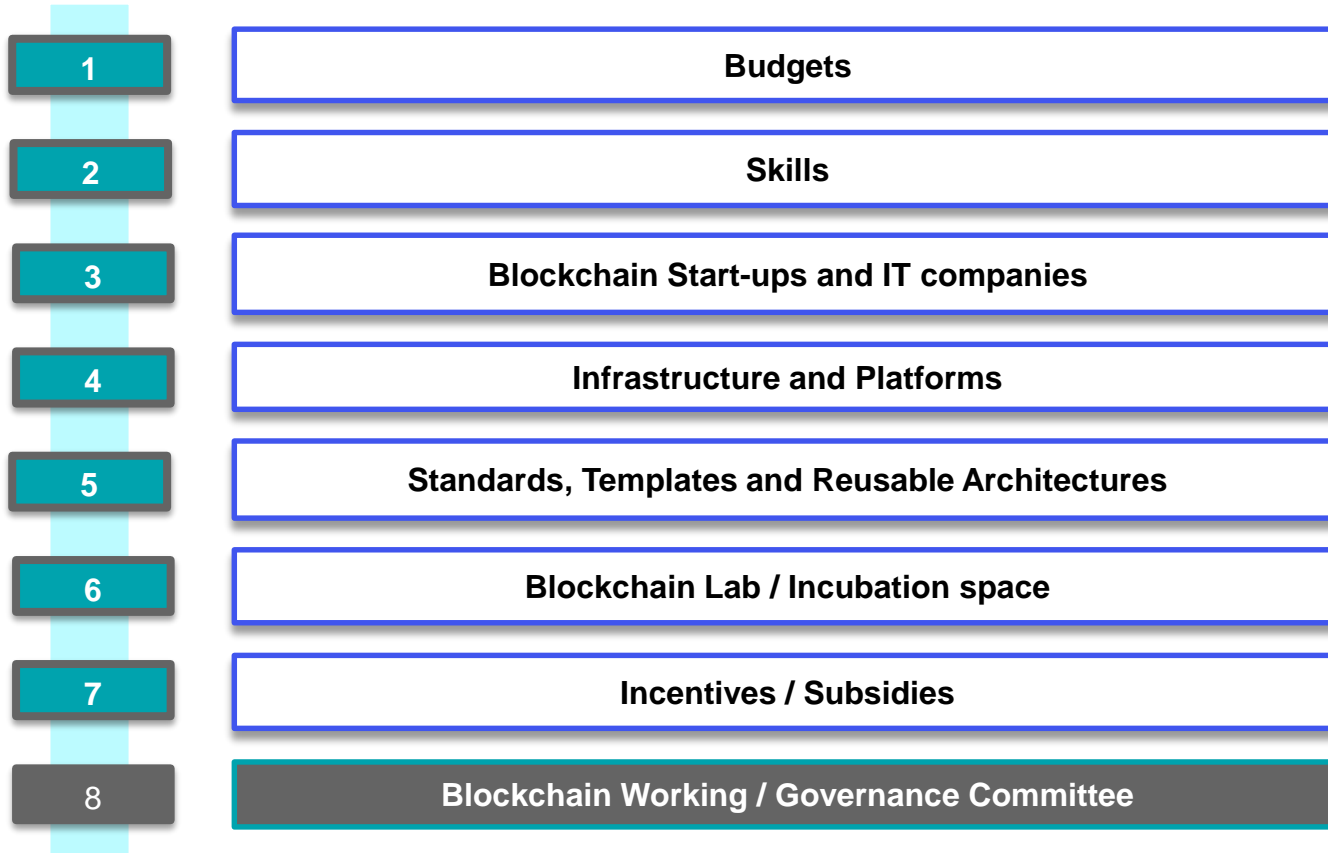 1 Budgets
2 Skills
3 Blockchain Start-ups and IT companies
4 Infrastructure and Platforms
5 Standards, Templates and Reusable Architectures
6 Blockchain Lab / Incubation space
7 Incentives / Subsidies
8 Blockchain Working / Governance Committee